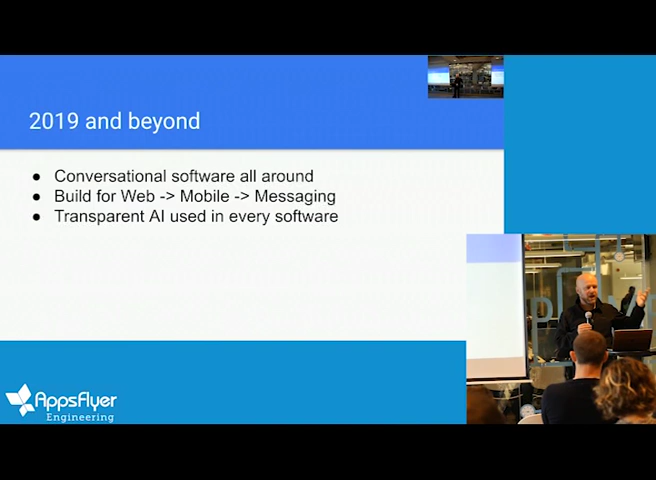 2019 and beyond
● Conversational software all around
● Build for Web -> Mobile -> Messaging
● Transparent AI used in every software
AppsFlyer
Engineering